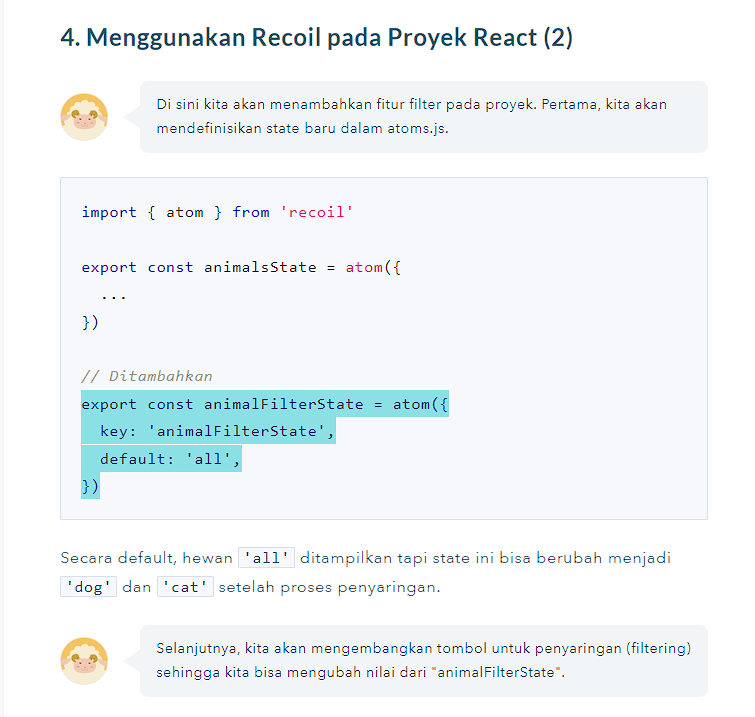 4. Menggunakan Recoil pada Proyek React (2)
Di sini kita akan menambahkan fitur filter pada proyek. Pertama, kita akan
mendefinisikan state baru dalam atoms.js.
import { atom } from 'recoil'
export const animalsState = atom({
  ...
})
// Ditambahkan
export const animalFilterState = atom({
  key: 'animalFilterState',
  default: 'all',
})
Secara default, hewan 'all' ditampilkan tapi state ini bisa berubah menjadi
'dog' dan 'cat' setelah proses penyaringan.
Selanjutnya, kita akan mengembangkan tombol untuk penyaringan (filtering)
sehingga kita bisa mengubah nilai dari "animalFilterState".